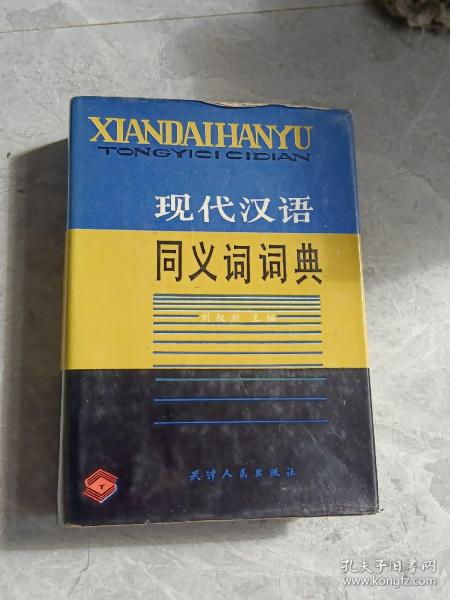 XIANDAIHANYU
TONGYICI CIDIAN
现代汉语
同义词词典
刘叔新 主编
T
天津人民出版社
孔夫子旧书网
www.kongfz.com